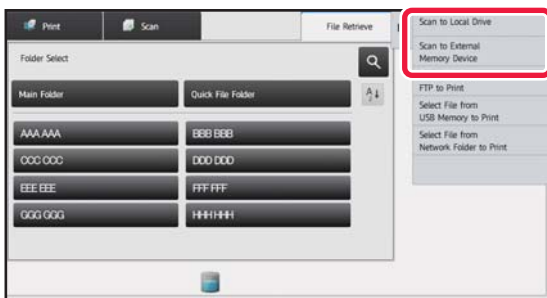 Print
Scan
File Retrieve
Folder Select
Main Folder
Quick File Folder
AAA AAA
BBB BBB
CCC CCC
DDD DDD
EEE EEE
FFF FFF
GGG GGG
HHH HHH
Scan to Local Drive
Scan to External
Memory Device
FTP to Print
Select File from
USB Memory to Print
Select File from
Network Folder to Print